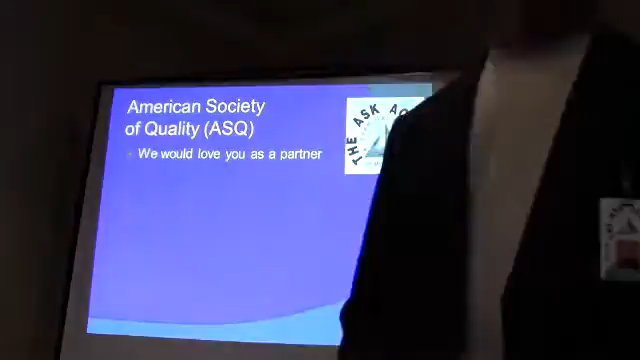 American Society
of Quality (ASQ)
We would love you as a partner
THE ASK